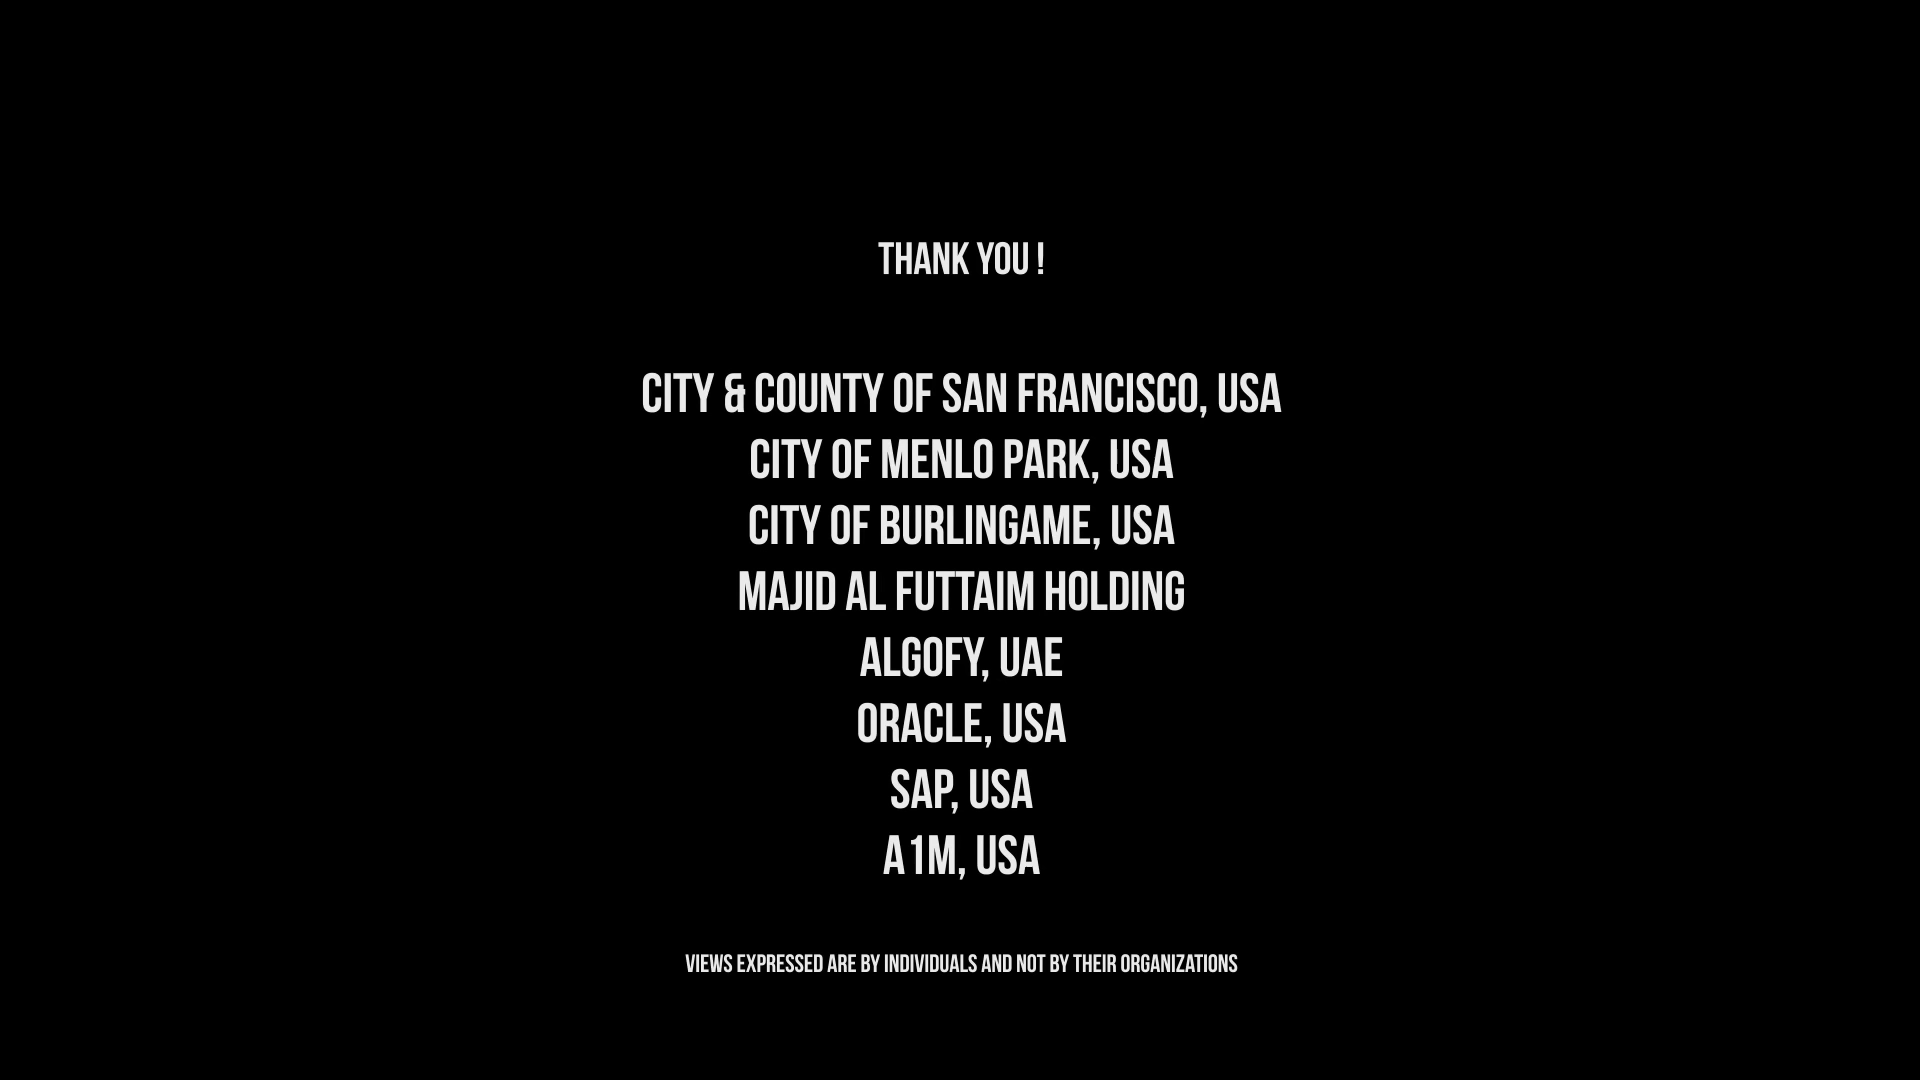 THANK YOU !
CITY & COUNTY OF SAN FRANCISCO, USA
CITY OF MENLO PARK, USA
CITY OF BURLINGAME, USA
MAJID AL FUTTAIM HOLDING
ALGOFY, UAE
ORACLE, USA
SAP, USA
A1M, USA
VIEWS EXPRESSED ARE BY INDIVIDUALS AND NOT BY THEIR ORGANIZATIONS